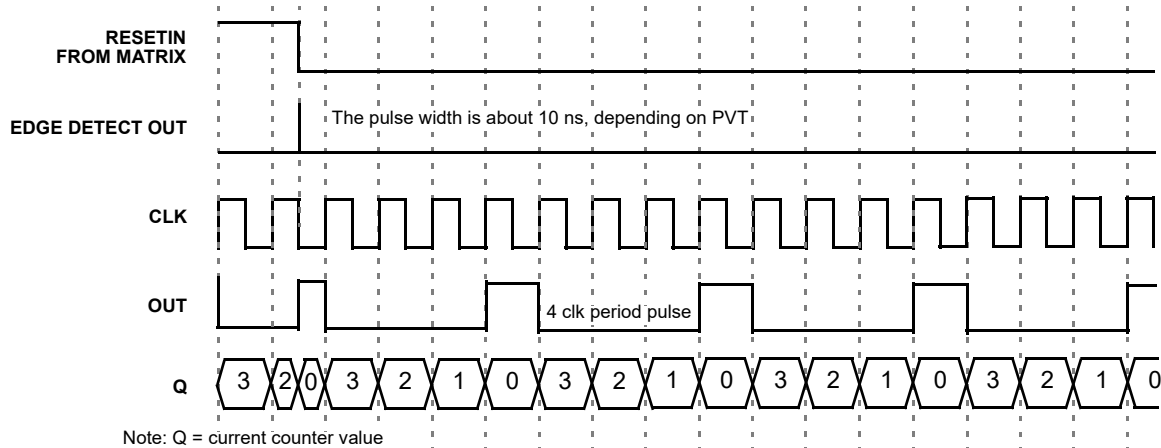 RESETIN
FROM MATRIX
EDGE DETECT OUT
The pulse width is about 10 ns, depending on PVT
CLK
OUT
4 clk period pulse
Q
3 2 0 3 2 1 0 3 2 1 0 3 2 1 0 3 2 1 0
Note: Q = current counter value